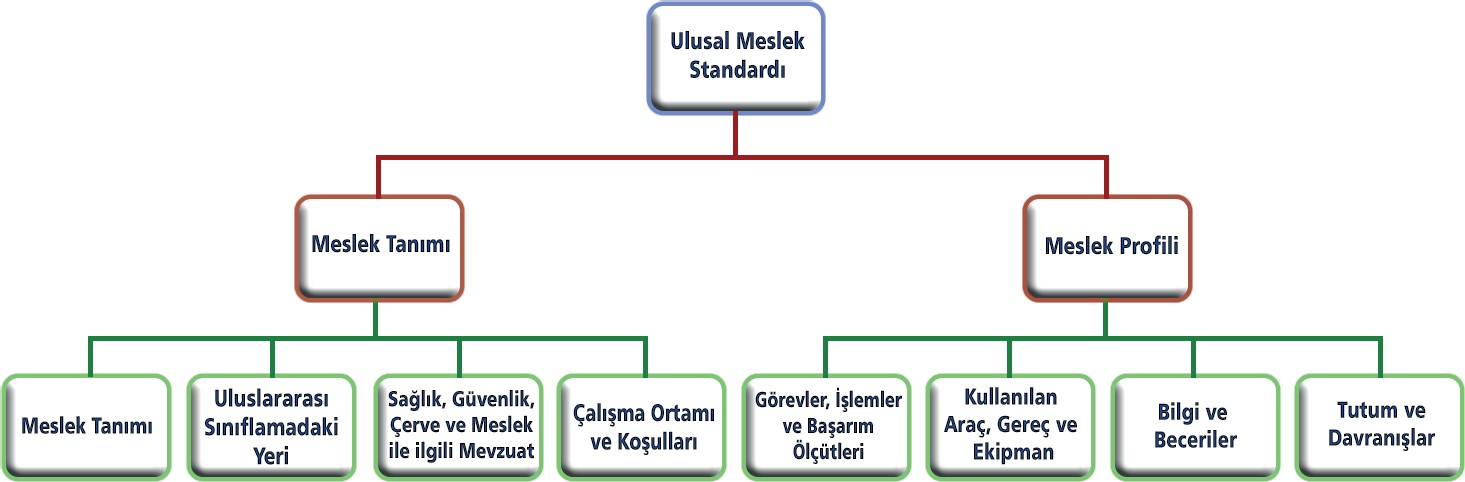 Ulusal Meslek
Standardı
Meslek Tanımı
Meslek Profili
Meslek Tanımı
Uluslararası
Sınıflamadaki
Yeri
Sağlık, Güvenlik,
Çerve ve Meslek
ile ilgili Mevzuat
Çalışma Ortamı
ve Koşulları
Görevler, İşlemler
ve Başarım
Ölçütleri
Kullanılan
Araç, Gereç ve
Ekipman
Bilgi ve
Beceriler
Tutum ve
Davranışlar